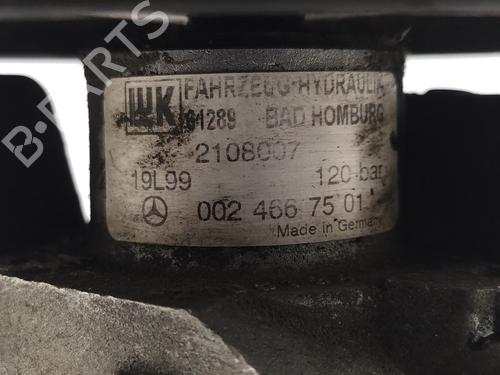 B-PARTS
LUK FAHRZEUG-HYDRAULIK
61289 BAD HOMBURG
2108007
19L99 120 bar
002 466 75 01
Made in Germany